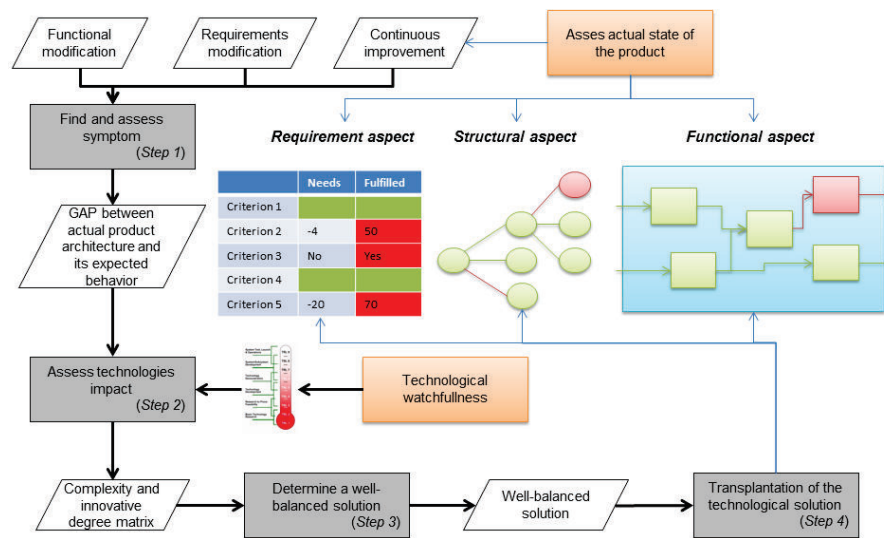 Functional
modification
Requirements
modification
Continuous
improvement
Asses actual state of
the product
Find and assess
symptom
(Step 1)
Requirement aspect
Structural aspect
Functional aspect
Needs Fulfilled
Criterion 1
Criterion 2 -4 50
Criterion 3 No Yes
Criterion 4
Criterion 5 -20 70
GAP between
actual product
architecture and
its expected
behavior
Assess technologies
impact
(Step 2)
Technological
watchfullness
Complexity and
innovative
degree matrix
Determine a well-
balanced solution
(Step 3)
Well-balanced
solution
Transplantation of the
technological solution
(Step 4)